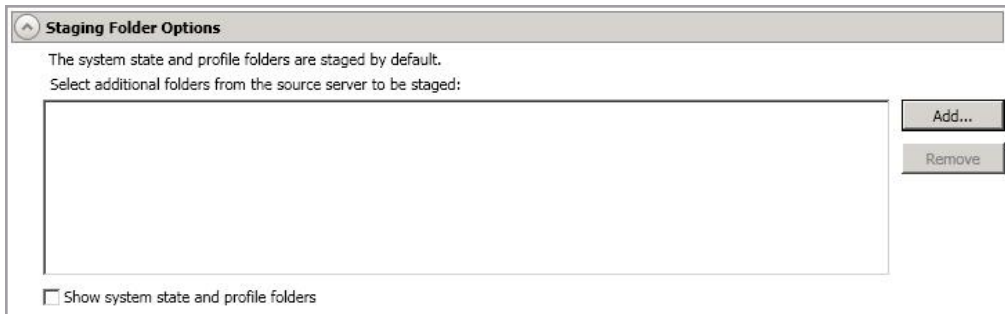 Staging Folder Options
The system state and profile folders are staged by default.
Select additional folders from the source server to be staged:
Add...
Remove
Show system state and profile folders